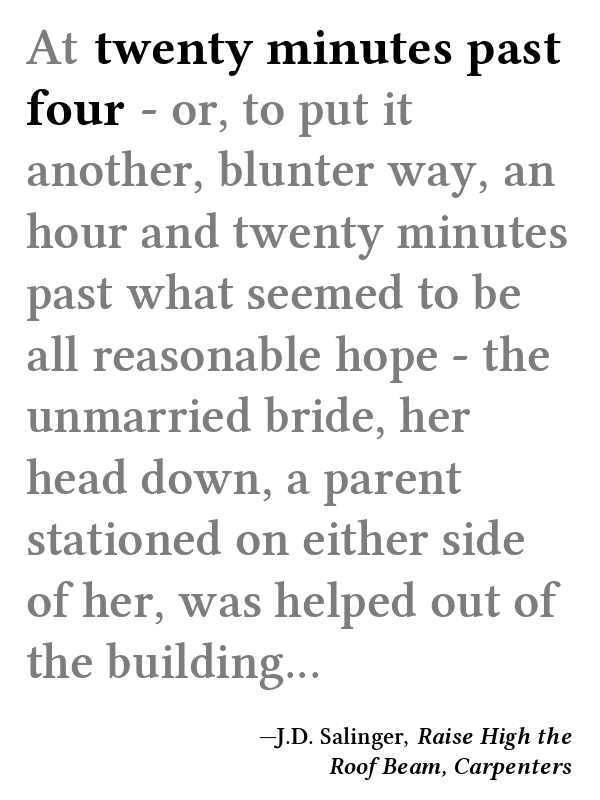 At twenty minutes past
four - or, to put it
another, blunter way, an
hour and twenty minutes
past what seemed to be
all reasonable hope - the
unmarried bride, her
head down, a parent
stationed on either side
of her, was helped out of
the building...
—J.D. Salinger, Raise High the
Roof Beam, Carpenters